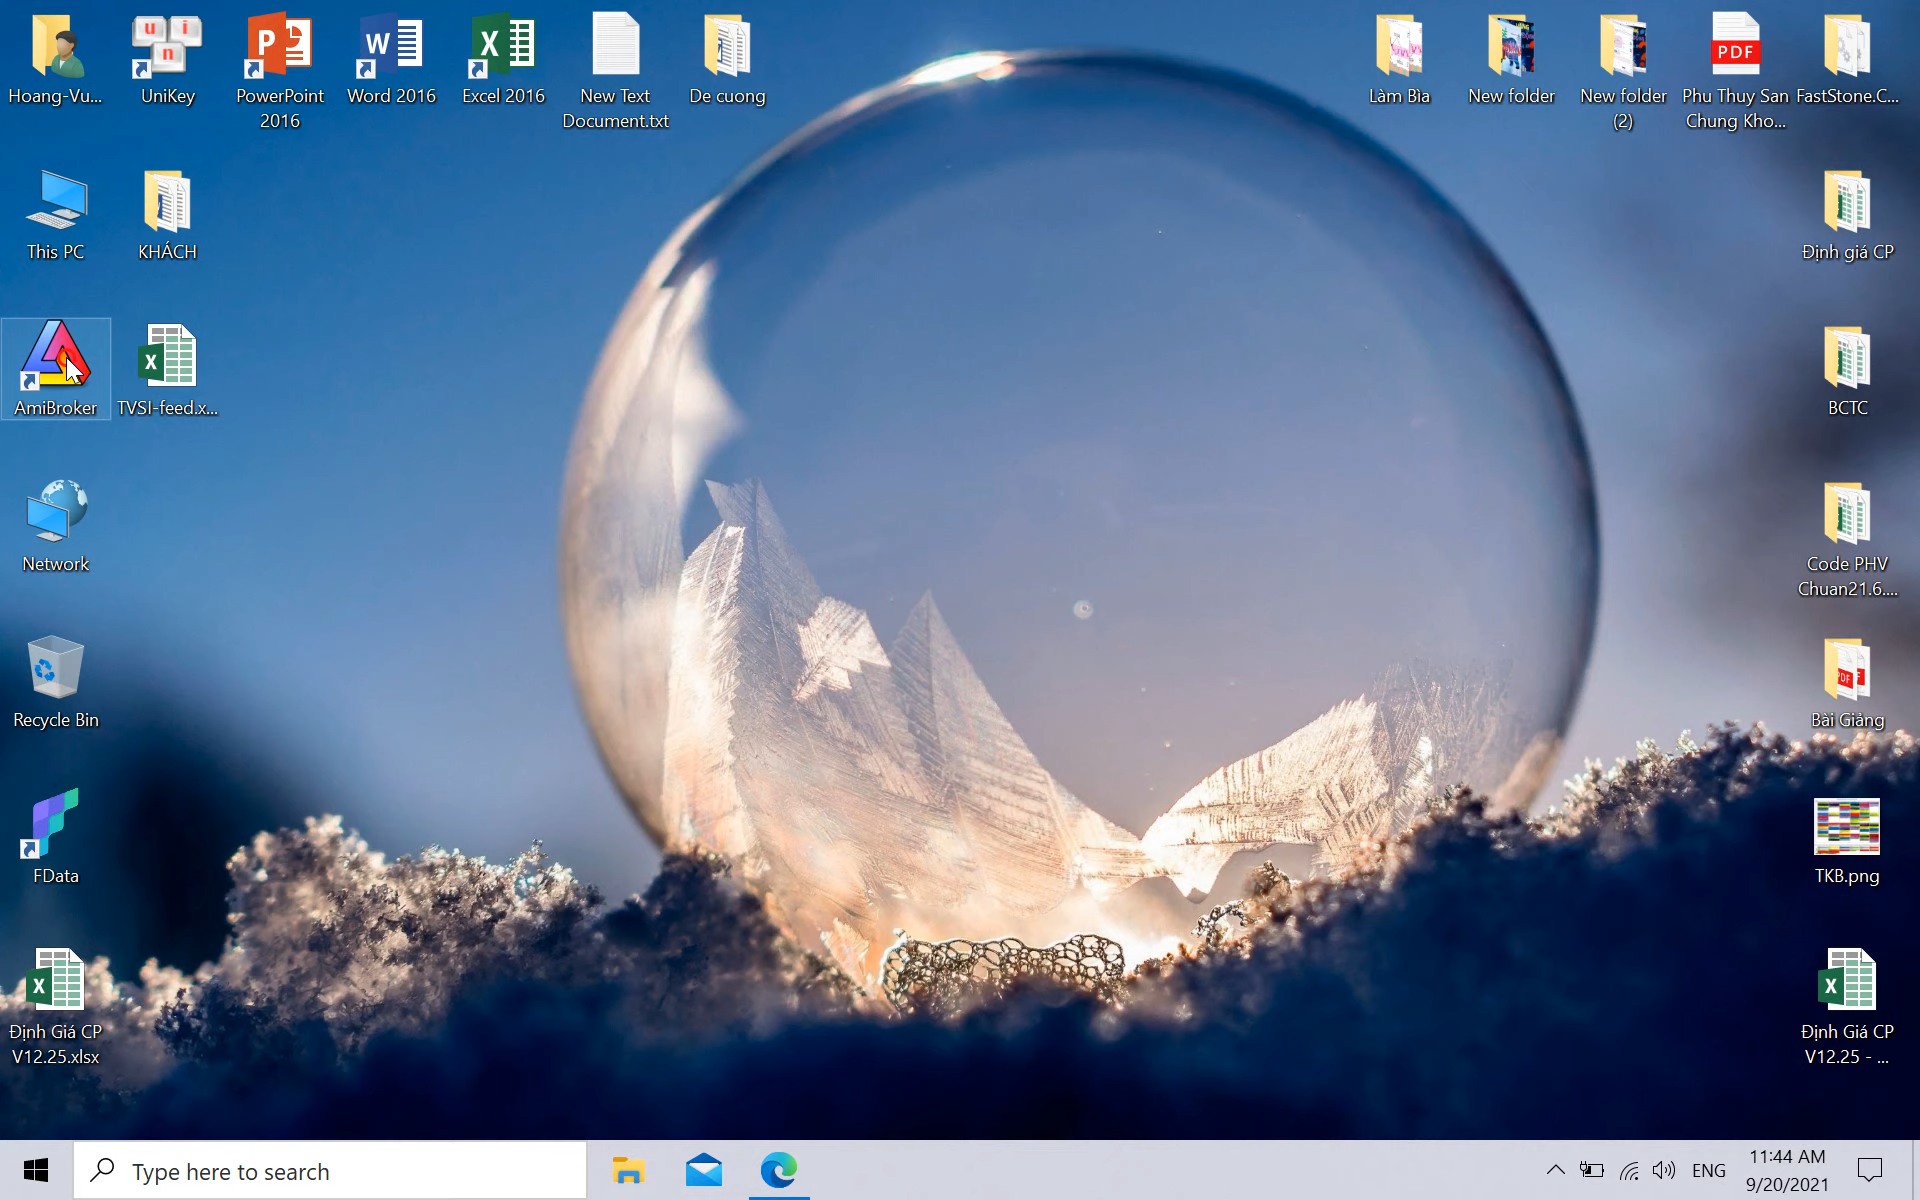 Hoang-Vu...
UniKey
PowerPoint
2016
Word 2016
Excel 2016
New Text
Document.txt
De cuong
Làm Bìa
New folder
New folder
(2)
PDF
Phu Thuy San
Chung Kho...
FastStone.C...
This PC
KHÁCH
Định giá CP
AmiBroker
TVSI-feed.x...
BCTC
Network
Code PHV
Chuan21.6....
Recycle Bin
Bài Giảng
FData
TKB.png
Định Giá CP
V12.25.xlsx
Định Giá CP
V12.25 - ...
Type here to search
ENG
11:44 AM
9/20/2021